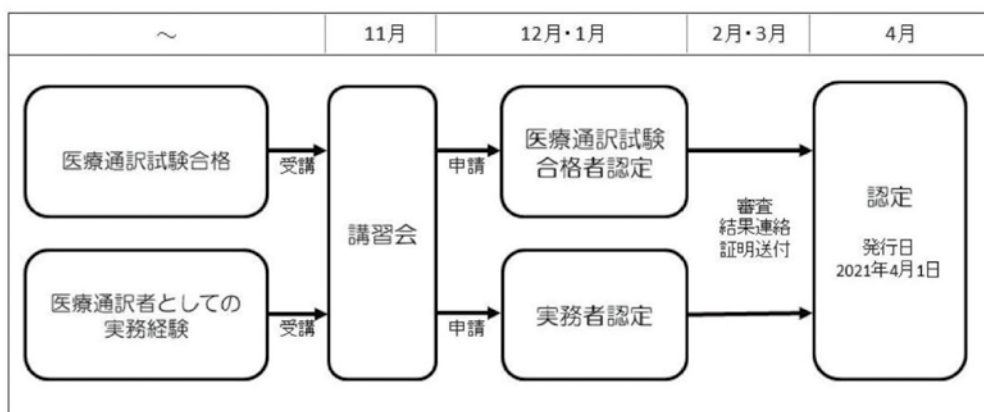 ～
11月
12月・1月
2月・3月
4月
医療通訳試験合格
受講
医療通訳者としての
実務経験
受講
講習会
申請
医療通訳試験
合格者認定
申請
実務者認定
審査
結果連絡
証明送付
認定
発行日
2021年4月1日